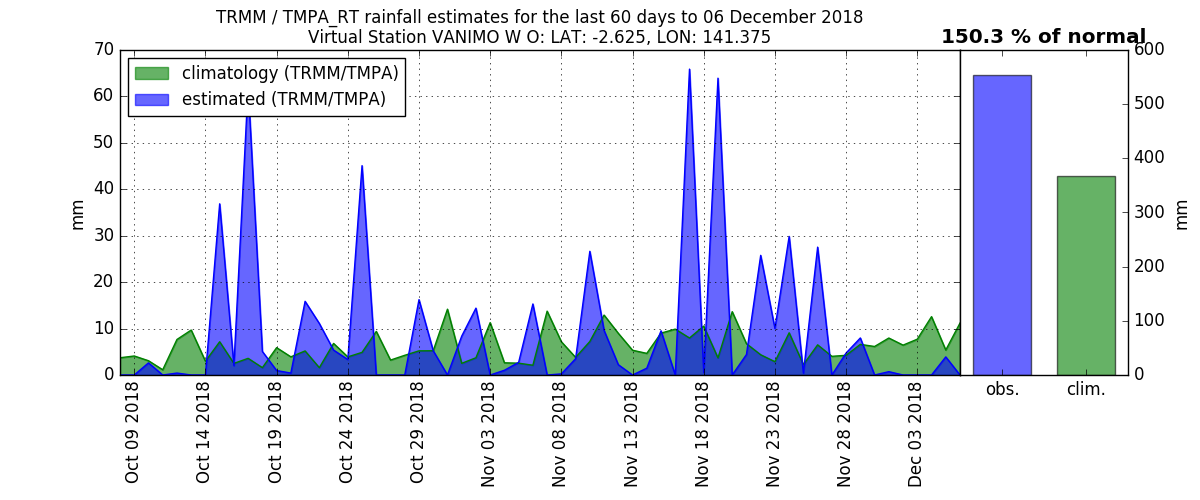 TRMM / TMPA_RT rainfall estimates for the last 60 days to 06 December 2018
Virtual Station VANIMO W O: LAT: -2.625, LON: 141.375
150.3 % of normal
climatology (TRMM/TMPA)
estimated (TRMM/TMPA)
70
60
50
40
30
20
10
0
mm
Oct 09 2018
Oct 14 2018
Oct 19 2018
Oct 24 2018
Oct 29 2018
Nov 03 2018
Nov 08 2018
Nov 13 2018
Nov 18 2018
Nov 23 2018
Nov 28 2018
Dec 03 2018
600
500
400
300
200
100
0
mm
obs.
clim.